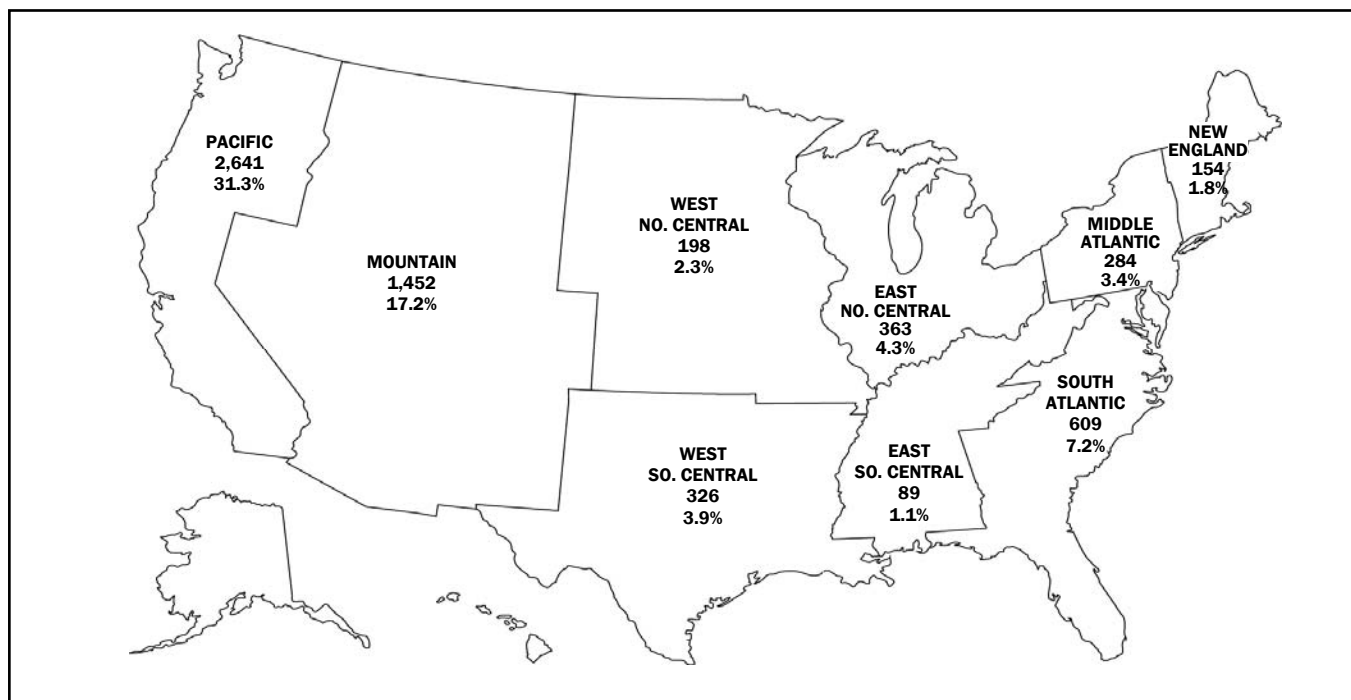 PACIFIC
2,641
31.3%
MOUNTAIN
1,452
17.2%
WEST
NO. CENTRAL
198
2.3%
WEST
SO. CENTRAL
326
3.9%
EAST
NO. CENTRAL
363
4.3%
EAST
SO. CENTRAL
89
1.1%
SOUTH
ATLANTIC
609
7.2%
MIDDLE
ATLANTIC
284
3.4%
NEW
ENGLAND
154
1.8%